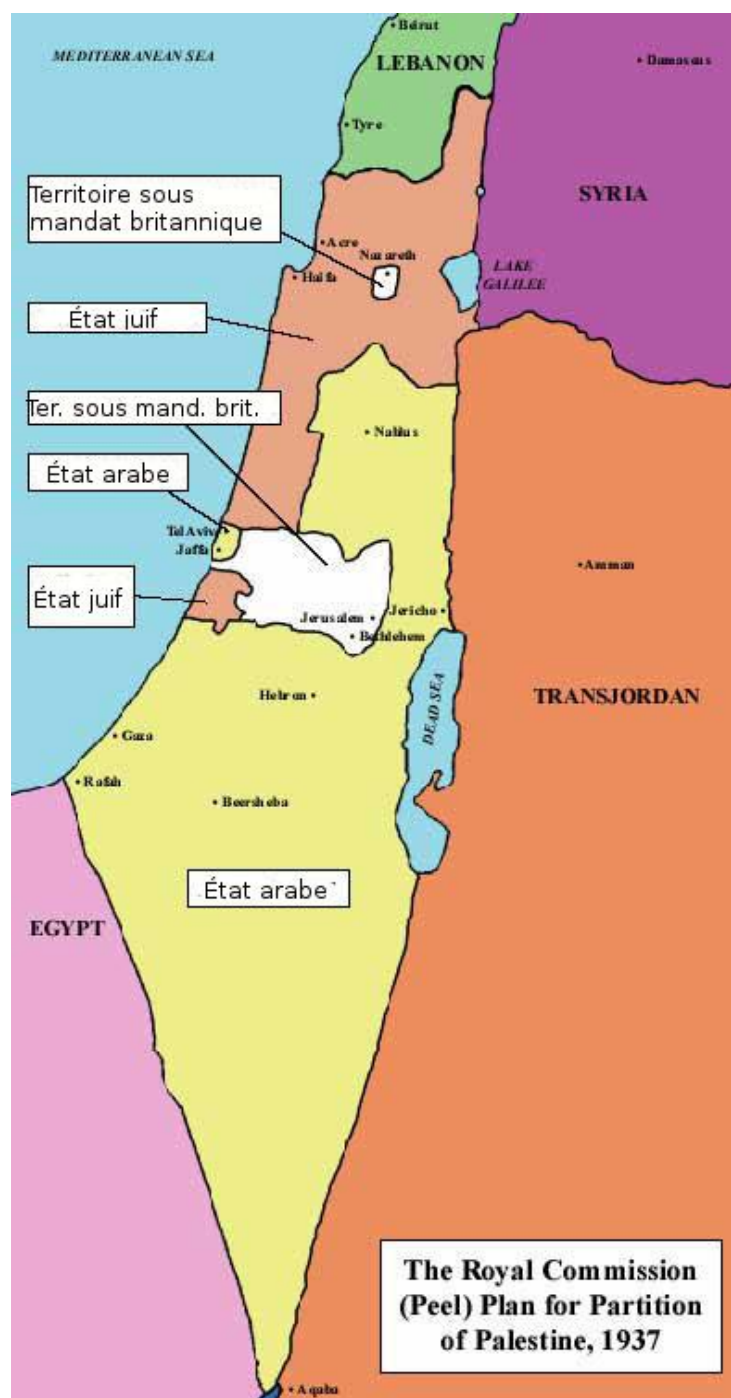 Beirut
MEDITERRANEAN SEA
LEBANON
Damascus
Tyre
Territoire sous
mandat britannique
SYRIA
Acre
Nazareth
Haifa
LAKE
GALILEE
État juif
Ter. sous mand. brit.
Nablus
État arabe
Tel Aviv
Jaffa
Amman
État juif
Jericho
Jerusalem
Bethlehem
Hebron
DEAD SEA
TRANSJORDAN
Gaza
Rafah
Beersheba
État arabe
EGYPT
The Royal Commission
(Peel) Plan for Partition
of Palestine, 1937
Aqaba